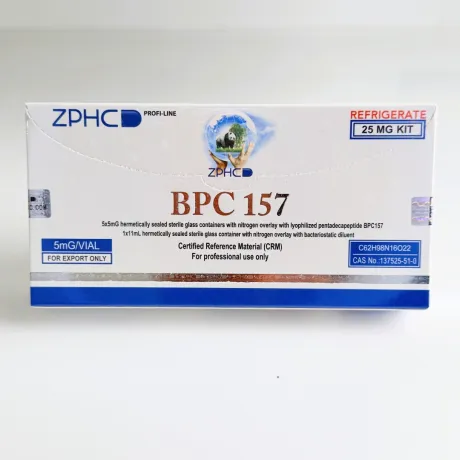 ZPHC PROFI-LINE
REFRIGERATE
25 MG KIT
ZPHC
BPC 157
5x5mG hermetically sealed sterile glass containers with nitrogen overlay with lyophilized pentadecapeptide BPC157
1x11mL hermetically sealed sterile glass container with nitrogen overlay with bacteriostatic diluent
5mG/VIAL
FOR EXPORT ONLY
Certified Reference Material (CRM)
For professional use only
C62H98N16O22
CAS No.:137525-51-0